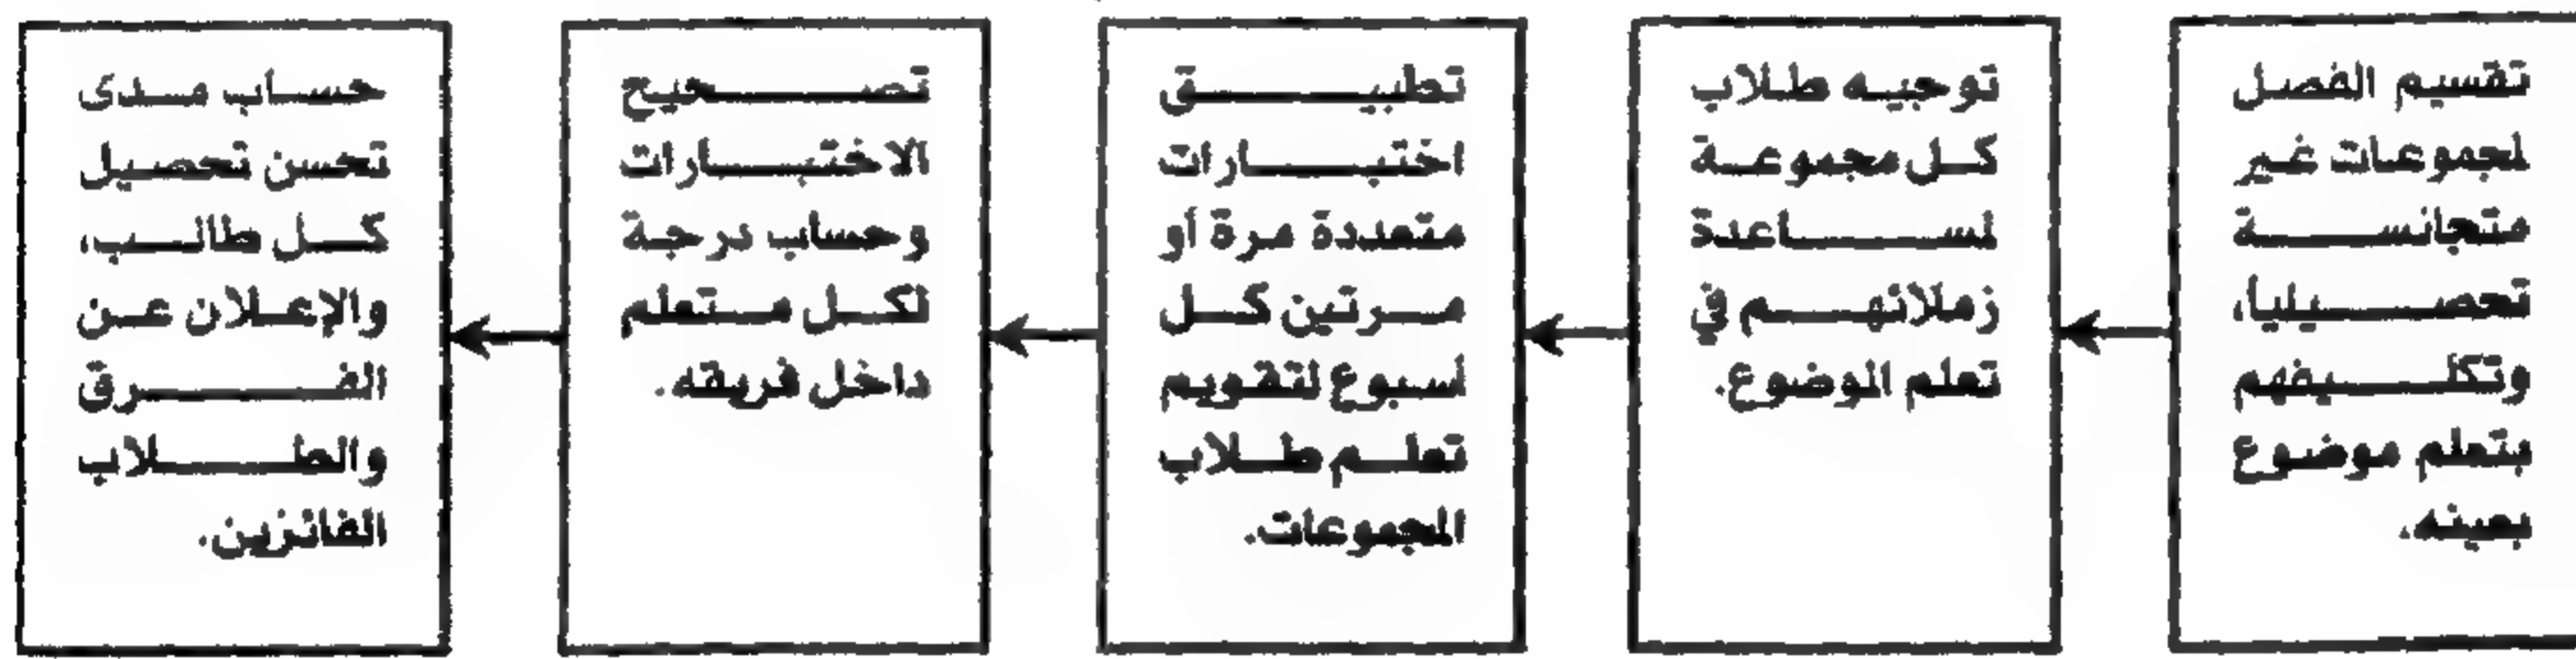 تقسيم الفصل
لمجموعات غير
متجانسة
تحصيلياً،
وتكليفهم
بتعلم موضوع
بعينه.
توجيه طلاب
كل مجموعة
لمساعدة
زملائهم في
تعلم الموضوع.
تطبيق
اختبارات
متعددة مرة أو
مرتين كل
أسبوع لتقويم
تعلم طلاب
المجموعات.
تصحيح
الاختبارات
وحساب درجة
لكل متعلم
داخل فريقه.
حساب مدى
تحسن تحصيل
كل طالب،
والإعلان عن
الفرق
والطلاب
الفائزين.